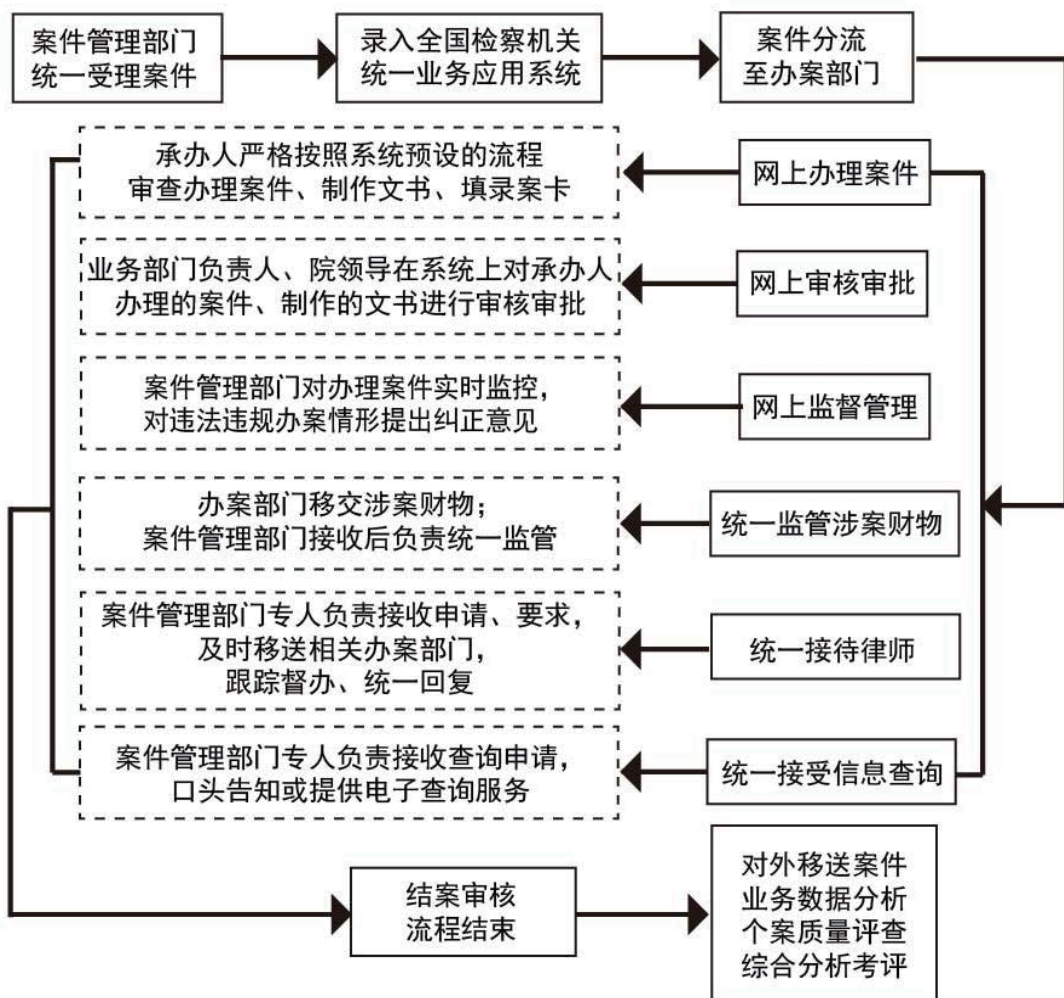 案件管理部门
统一受理案件
录入全国检察机关
统一业务应用系统
案件分流
至办案部门
承办人严格按照系统预设的流程
审查办理案件、制作文书、填录案卡
网上办理案件
业务部门负责人、院领导在系统上对承办人
办理的案件、制作的文书进行审核审批
网上审核审批
案件管理部门对办理案件实时监控，
对违法违规办案情形提出纠正意见
网上监督管理
办案部门移交涉案财物；
案件管理部门接收后负责统一监管
统一监管涉案财物
案件管理部门专人负责接收申请、要求，
及时移送相关办案部门，
跟踪督办、统一回复
统一接待律师
案件管理部门专人负责接收查询申请，
口头告知或提供电子查询服务
统一接受信息查询
结案审核
流程结束
对外移送案件
业务数据分析
个案质量评查
综合分析考评